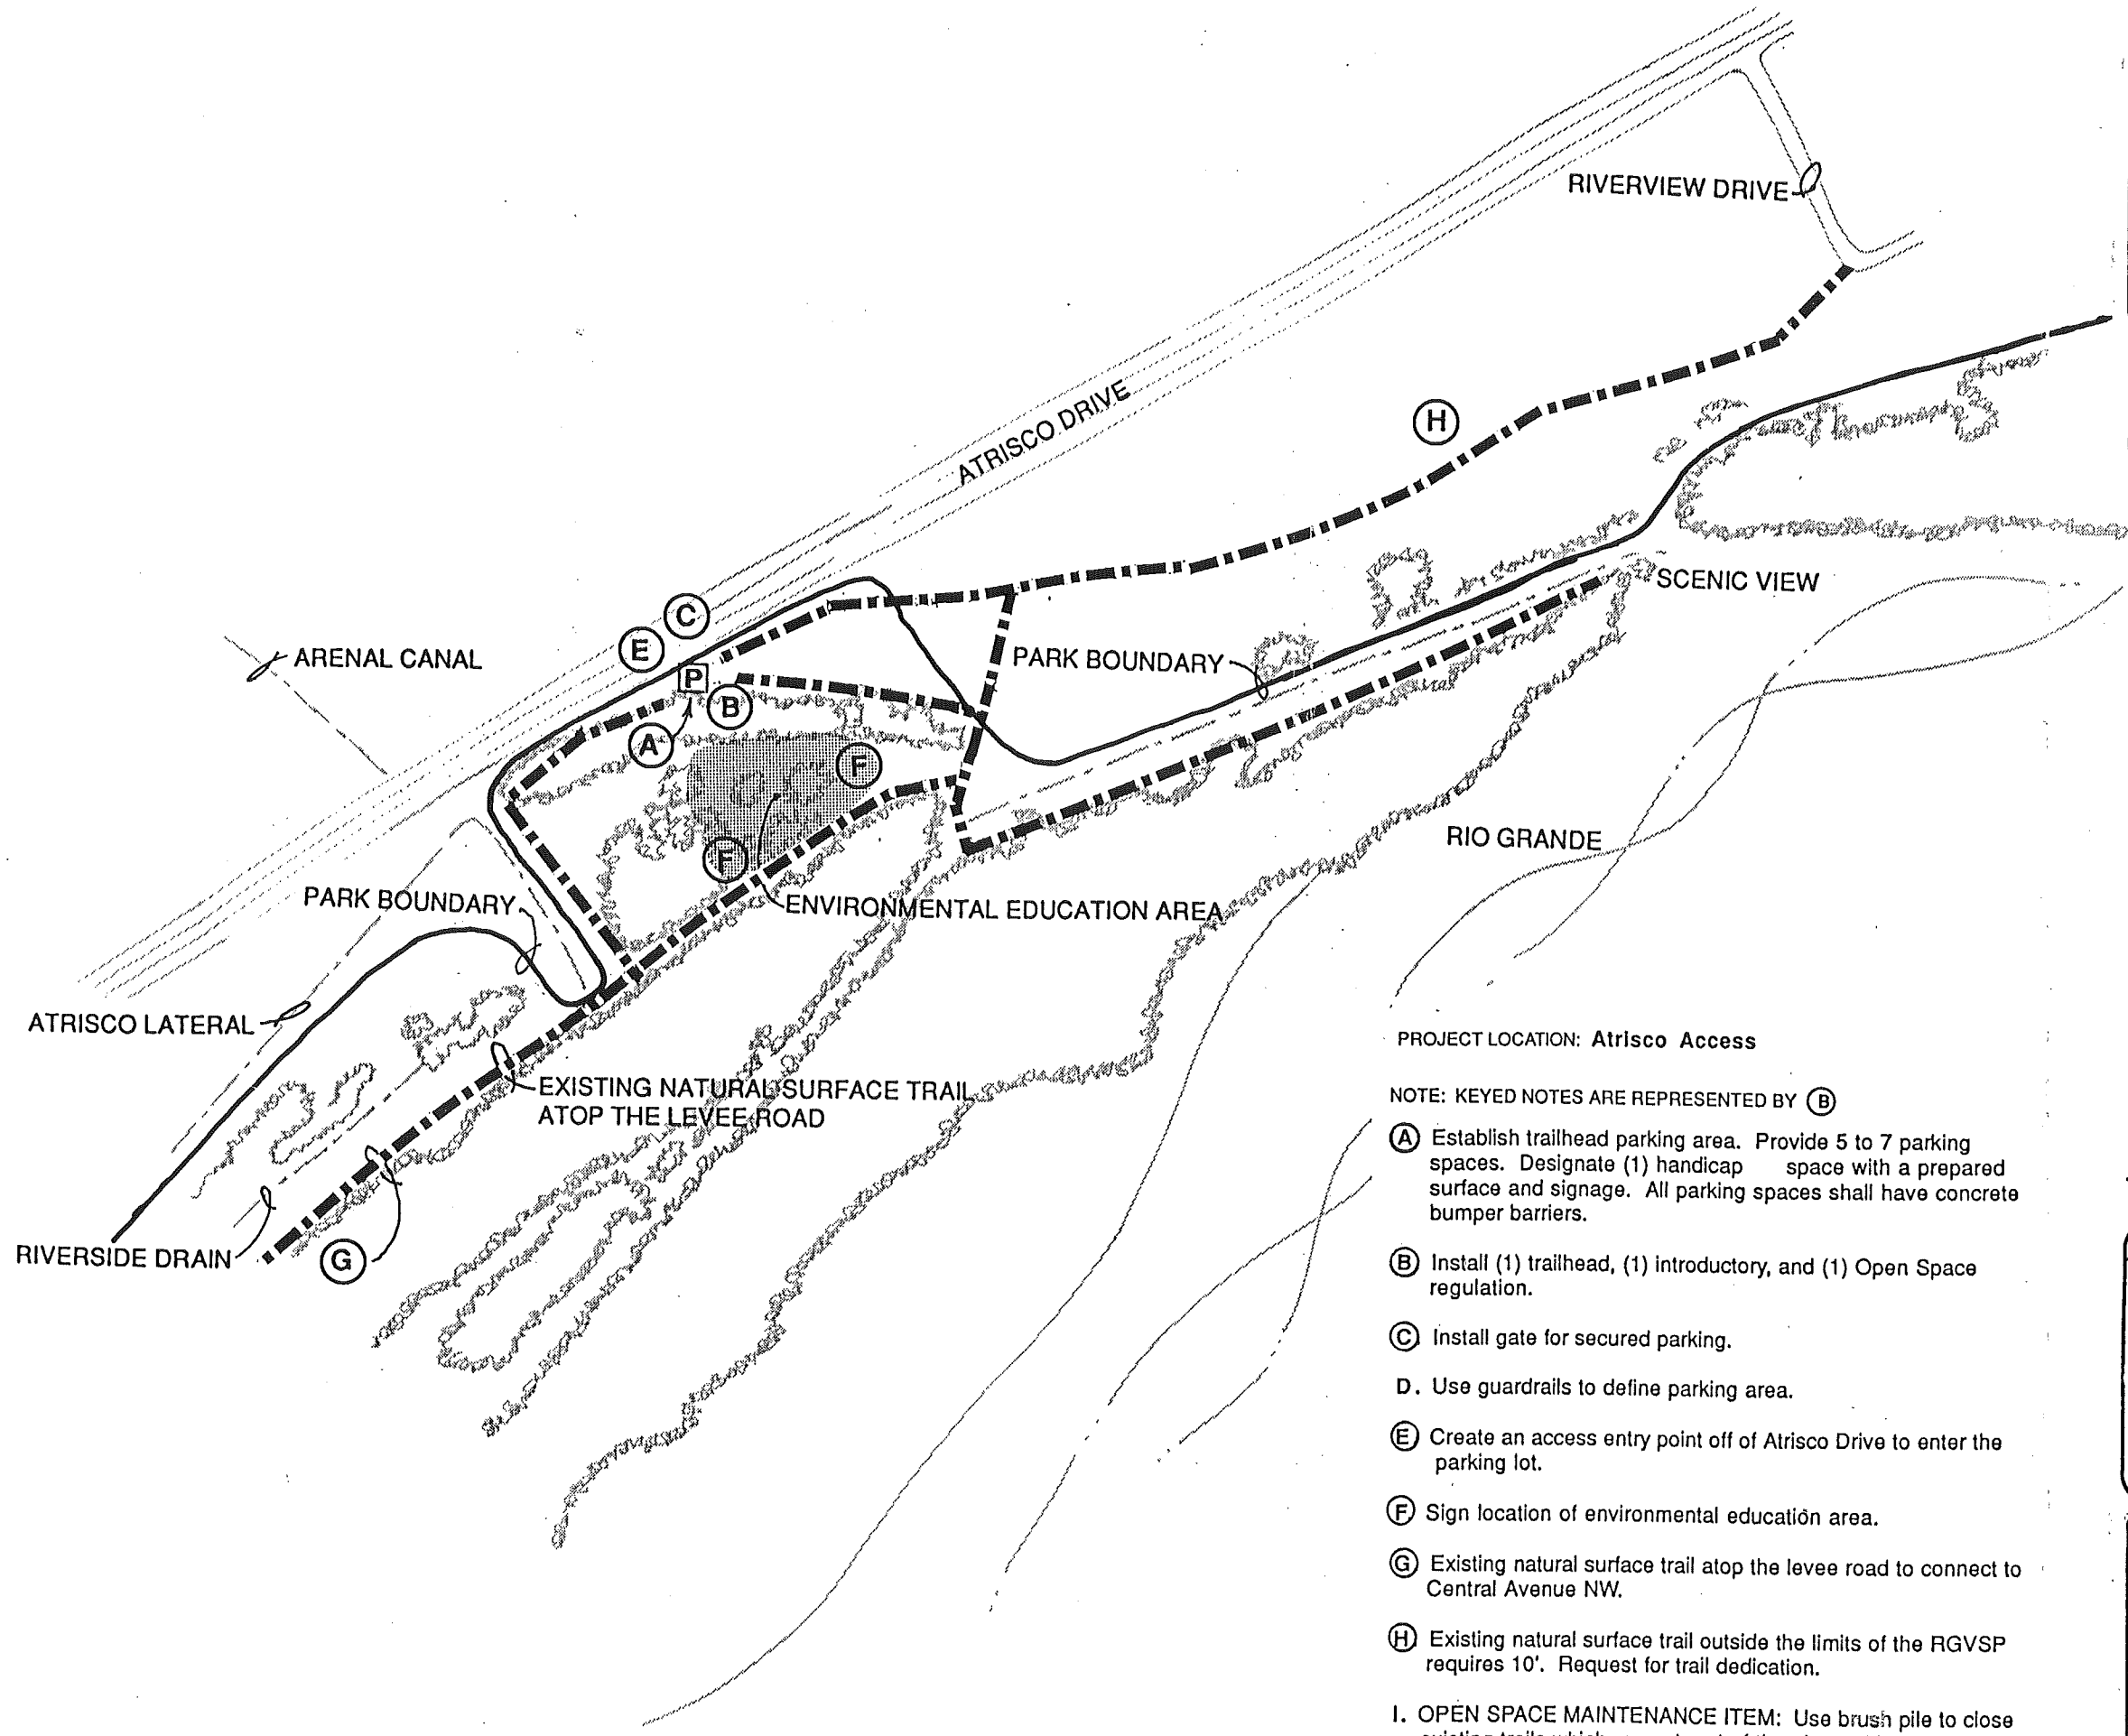 RIVERVIEW DRIVE
ATRISCO DRIVE
H
SCENIC VIEW
C
E
ARENAL CANAL
PARK BOUNDARY
P
B
A
F
RIO GRANDE
F
PARK BOUNDARY
ENVIRONMENTAL EDUCATION AREA
ATRISCO LATERAL
EXISTING NATURAL SURFACE TRAIL
ATOP THE LEVEE ROAD
RIVERSIDE DRAIN
G
PROJECT LOCATION: Atrisco Access
NOTE: KEYED NOTES ARE REPRESENTED BY B
A Establish trailhead parking area. Provide 5 to 7 parking
spaces. Designate (1) handicap space with a prepared
surface and signage. All parking spaces shall have concrete
bumper barriers.
B Install (1) trailhead, (1) introductory, and (1) Open Space
regulation.
C Install gate for secured parking.
D. Use guardrails to define parking area.
E Create an access entry point off of Atrisco Drive to enter the
parking lot.
F Sign location of environmental education area.
G Existing natural surface trail atop the levee road to connect to
Central Avenue NW.
H Existing natural surface trail outside the limits of the RGVSP
requires 10'. Request for trail dedication.
I. OPEN SPACE MAINTENANCE ITEM: Use brush pile to close
existing trails which